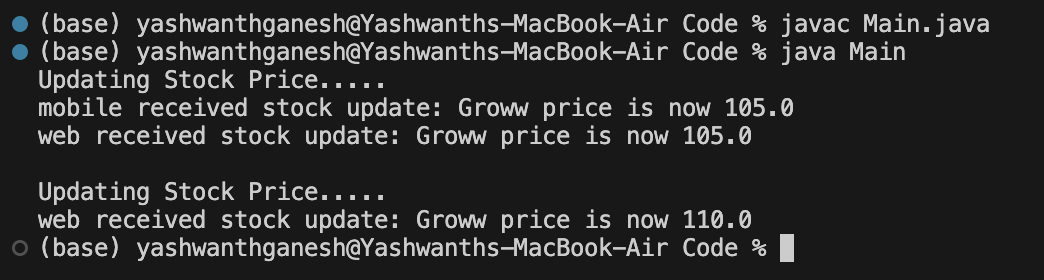 (base) yashwanthganesh@Yashwanths-MacBook-Air Code % javac Main.java
(base) yashwanthganesh@Yashwanths-MacBook-Air Code % java Main
Updating Stock Price.....
mobile received stock update: Groww price is now 105.0
web received stock update: Groww price is now 105.0
Updating Stock Price.....
web received stock update: Groww price is now 110.0
(base) yashwanthganesh@Yashwanths-MacBook-Air Code %